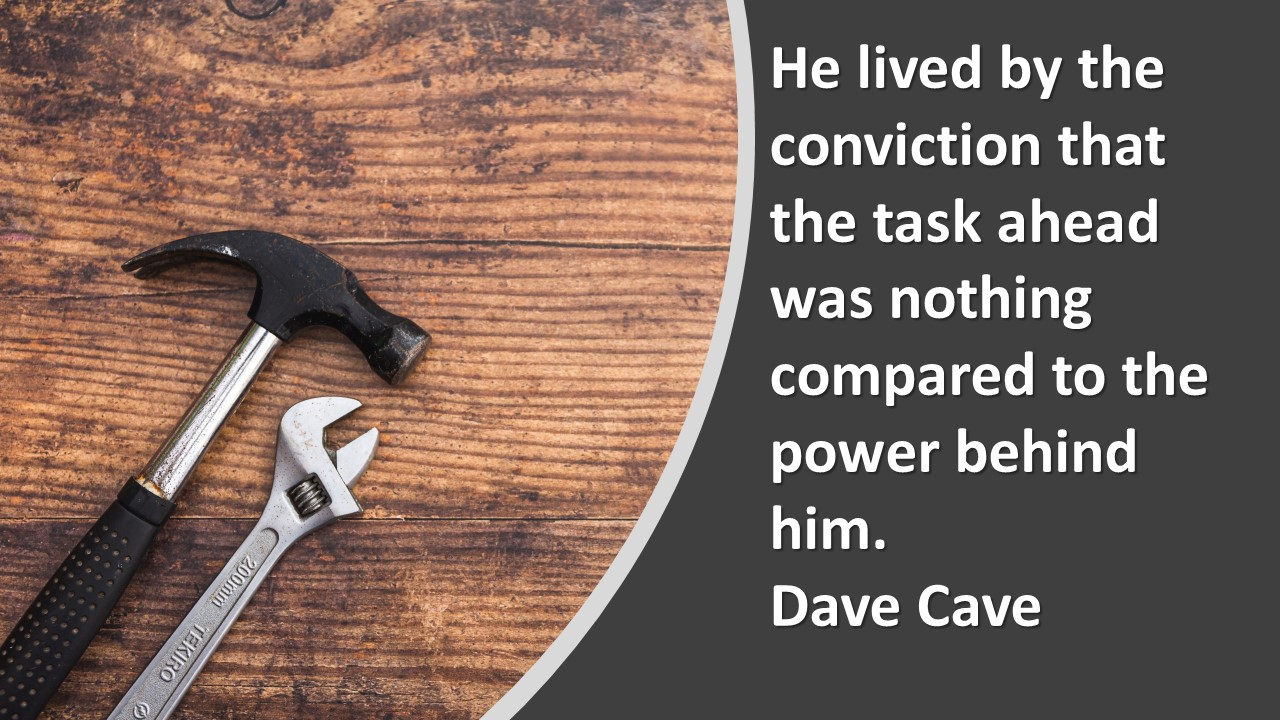 He lived by the
conviction that
the task ahead
was nothing
compared to the
power behind
him.
Dave Cave
200mm
TEKIRO